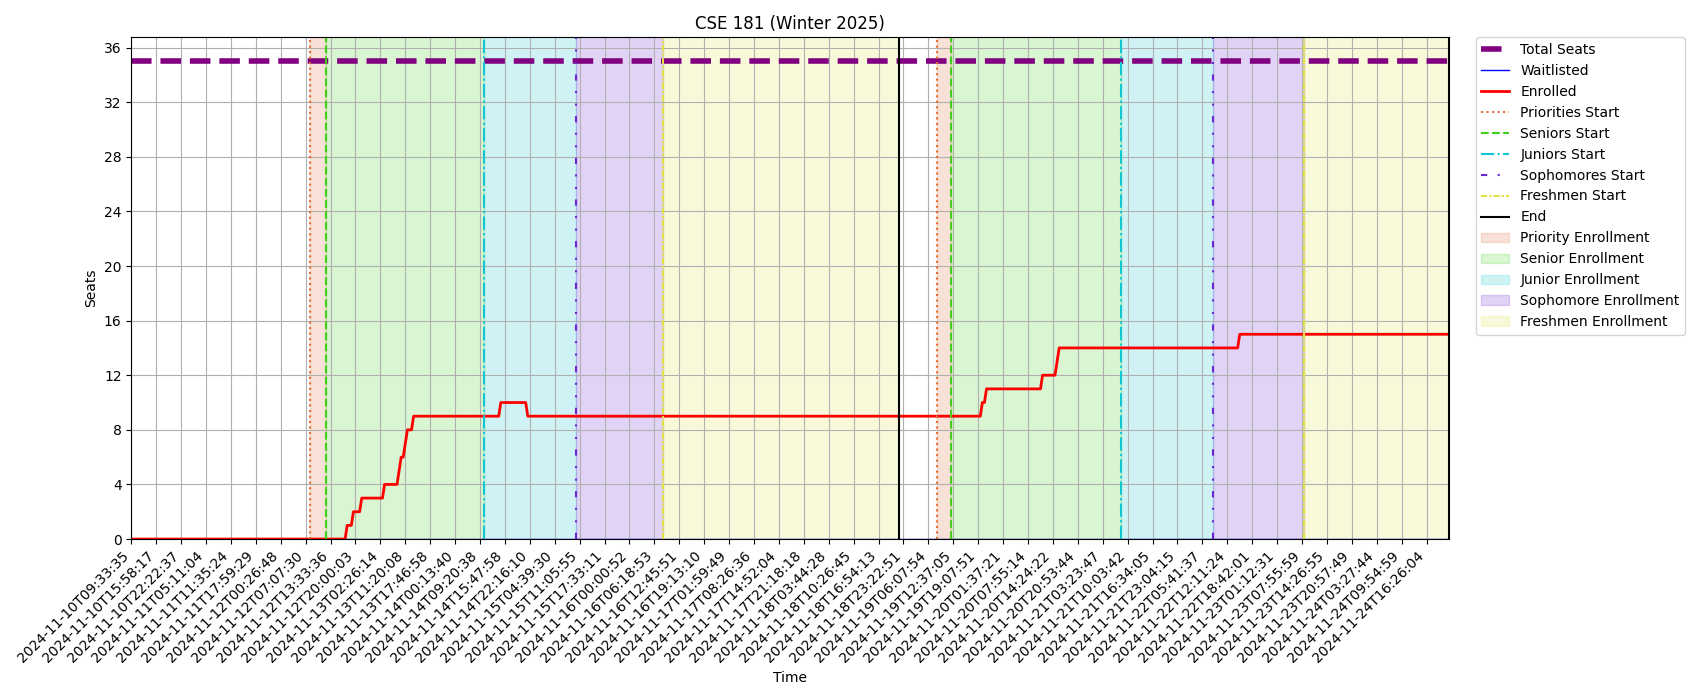 CSE 181 (Winter 2025)
36
32
28
24
20
16
12
8
4
0
Seats
2024-11-10T09:33:35
2024-11-10T15:58:17
2024-11-10T22:22:37
2024-11-11T05:11:04
2024-11-11T11:35:24
2024-11-11T17:59:29
2024-11-12T00:26:48
2024-11-12T07:07:30
2024-11-12T13:33:36
2024-11-12T20:00:03
2024-11-13T02:26:14
2024-11-13T11:20:08
2024-11-13T17:46:58
2024-11-14T00:13:40
2024-11-14T09:20:38
2024-11-14T15:47:58
2024-11-14T22:16:10
2024-11-15T04:39:30
2024-11-15T11:05:55
2024-11-15T17:33:11
2024-11-16T00:00:52
2024-11-16T06:18:53
2024-11-16T12:45:51
2024-11-16T19:13:10
2024-11-17T01:59:49
2024-11-17T08:26:36
2024-11-17T14:52:04
2024-11-17T21:18:18
2024-11-18T03:44:28
2024-11-18T10:26:45
2024-11-18T16:54:13
2024-11-18T23:22:51
2024-11-19T06:07:54
2024-11-19T12:37:05
2024-11-19T19:07:51
2024-11-20T01:37:21
2024-11-20T07:55:14
2024-11-20T14:24:22
2024-11-20T20:53:44
2024-11-21T03:23:47
2024-11-21T10:03:42
2024-11-21T16:34:05
2024-11-21T23:04:15
2024-11-22T05:41:37
2024-11-22T12:11:24
2024-11-22T18:42:01
2024-11-23T01:12:31
2024-11-23T07:55:59
2024-11-23T14:26:55
2024-11-23T20:57:49
2024-11-24T03:27:44
2024-11-24T09:54:59
2024-11-24T16:26:04
Time
Total Seats
Waitlisted
Enrolled
Priorities Start
Seniors Start
Juniors Start
Sophomores Start
Freshmen Start
End
Priority Enrollment
Senior Enrollment
Junior Enrollment
Sophomore Enrollment
Freshmen Enrollment